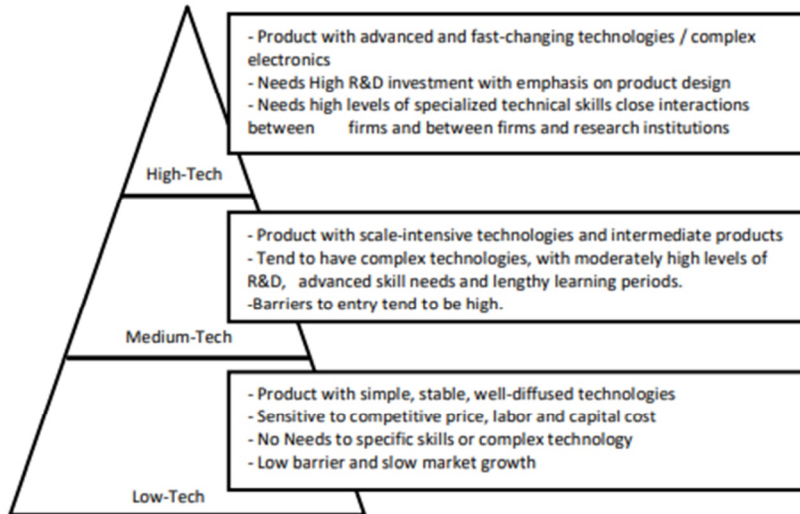 - Product with advanced and fast-changing technologies / complex
electronics
- Needs High R&D investment with emphasis on product design
- Needs high levels of specialized technical skills close interactions
between firms and between firms and research institutions
High-Tech
- Product with scale-intensive technologies and intermediate products
- Tend to have complex technologies, with moderately high levels of
R&D, advanced skill needs and lengthy learning periods.
-Barriers to entry tend to be high.
Medium-Tech
- Product with simple, stable, well-diffused technologies
- Sensitive to competitive price, labor and capital cost
- No Needs to specific skills or complex technology
- Low barrier and slow market growth
Low-Tech